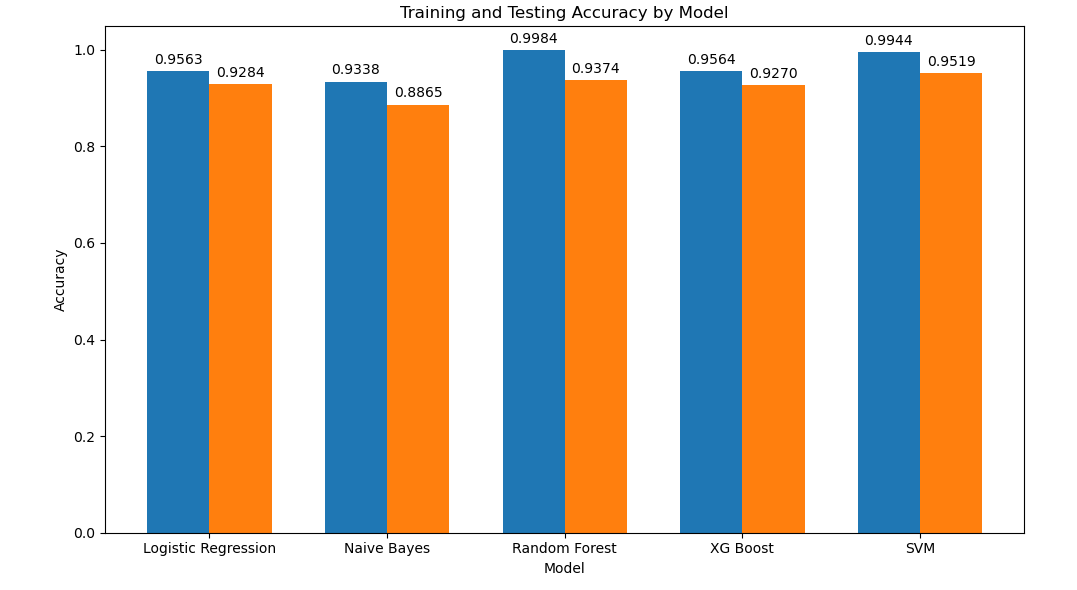 Training and Testing Accuracy by Model
0.9563
0.9284
0.9338
0.8865
0.9984
0.9374
0.9564
0.9270
0.9944
0.9519
1.0
0.8
0.6
0.4
0.2
0.0
Accuracy
Logistic Regression
Naive Bayes
Random Forest
XG Boost
SVM
Model